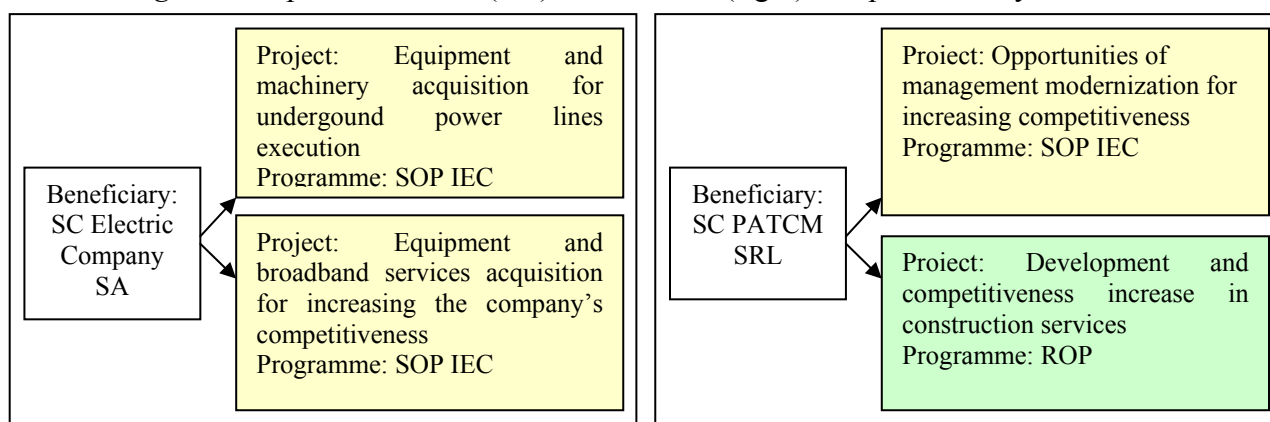 Beneficiary:
SC Electric
Company
SA
Project: Equipment and
machinery acquisition for
undergound power lines
execution
Programme: SOP IEC
Project: Equipment and
broadband services acquisition
for increasing the company's
competitiveness
Programme: SOP IEC
Beneficiary:
SC PATCM
SRL
Proiect: Opportunities of
management modernization for
increasing competitiveness
Programme: SOP IEC
Proiect: Development and
competitiveness increase in
construction services
Programme: ROP